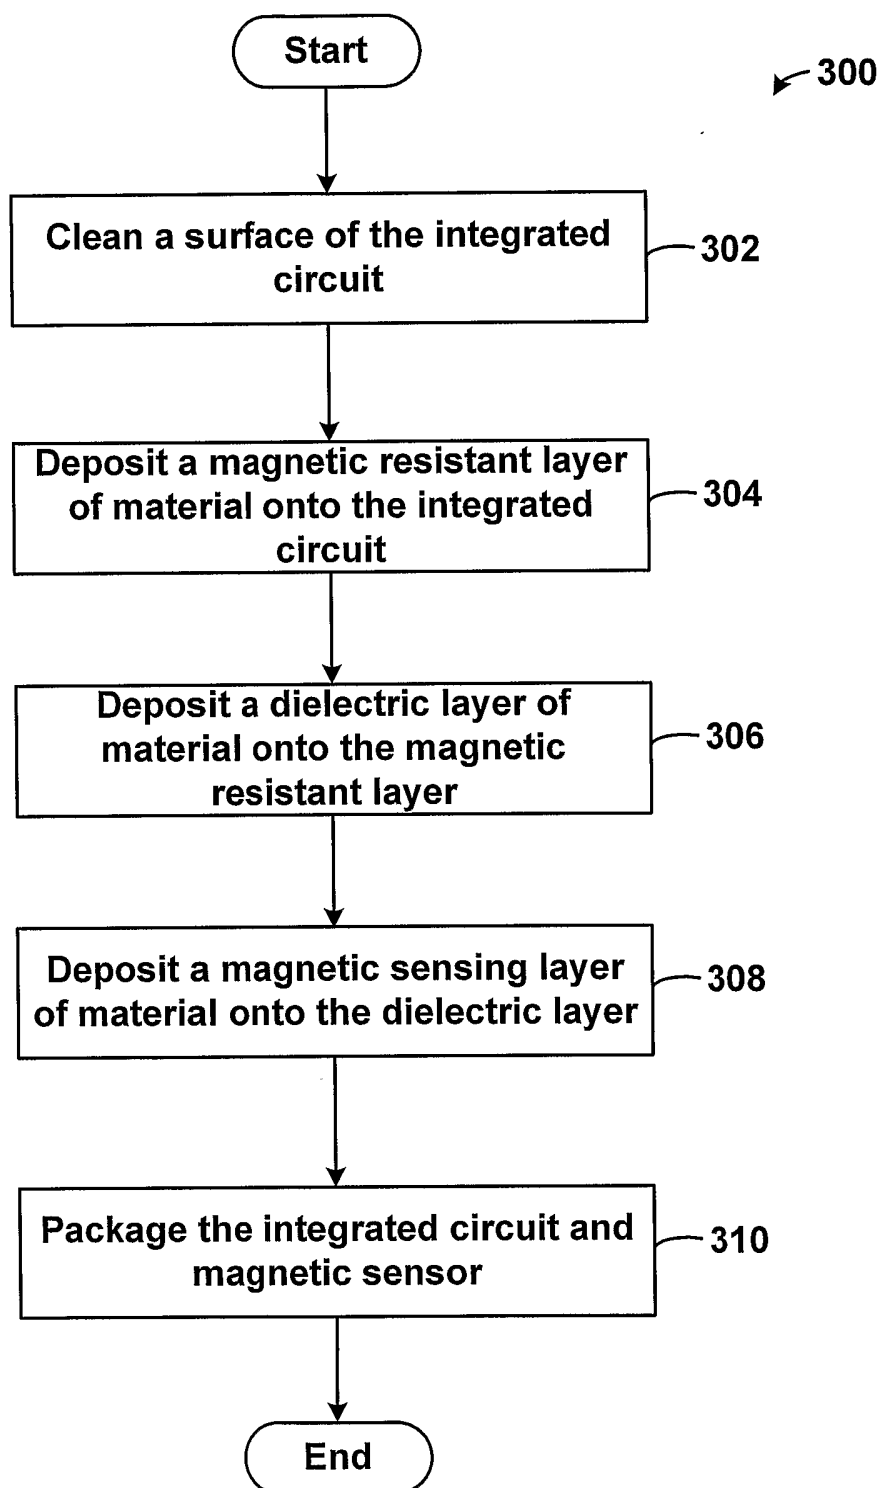 Start
300
Clean a surface of the integrated
circuit
302
Deposit a magnetic resistant layer
of material onto the integrated
circuit
304
Deposit a dielectric layer of
material onto the magnetic
resistant layer
306
Deposit a magnetic sensing layer
of material onto the dielectric layer
308
Package the integrated circuit and
magnetic sensor
310
End